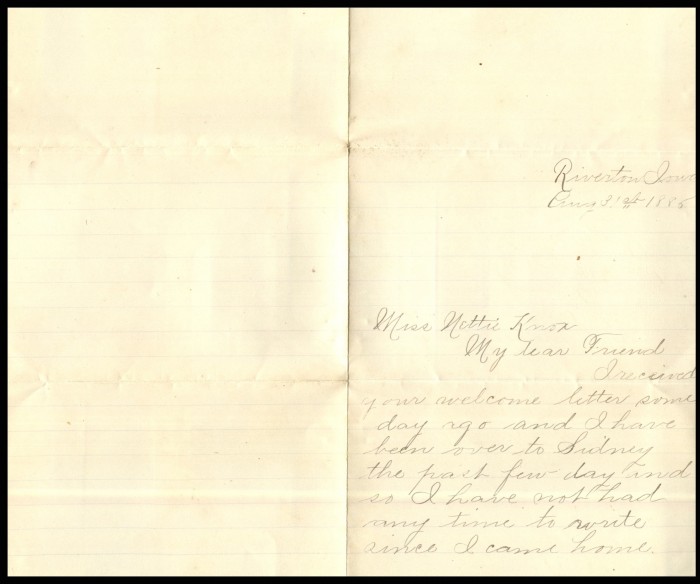 Riverton Iowa
Aug 31st 1885
Miss Nettie Knox
My Dear Friend
I recieved
your welcome letter some
day ago and I have
been over to Sidney
the past few day and
so I have not had
any time to write
since I came home.